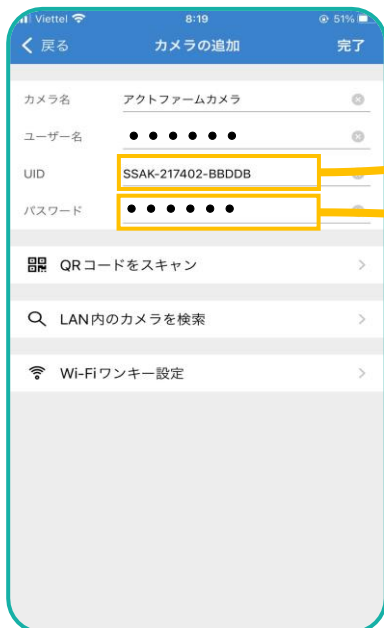 Viettel 8:19 51%
戻る カメラの追加 完了
カメラ名 アクトファームカメラ
ユーザー名 ●●●●●●
UID SSAK-217402-BBDDB
パスワード ●●●●●●
QRコードをスキャン
LAN内のカメラを検索
Wi-Fiワンキー設定